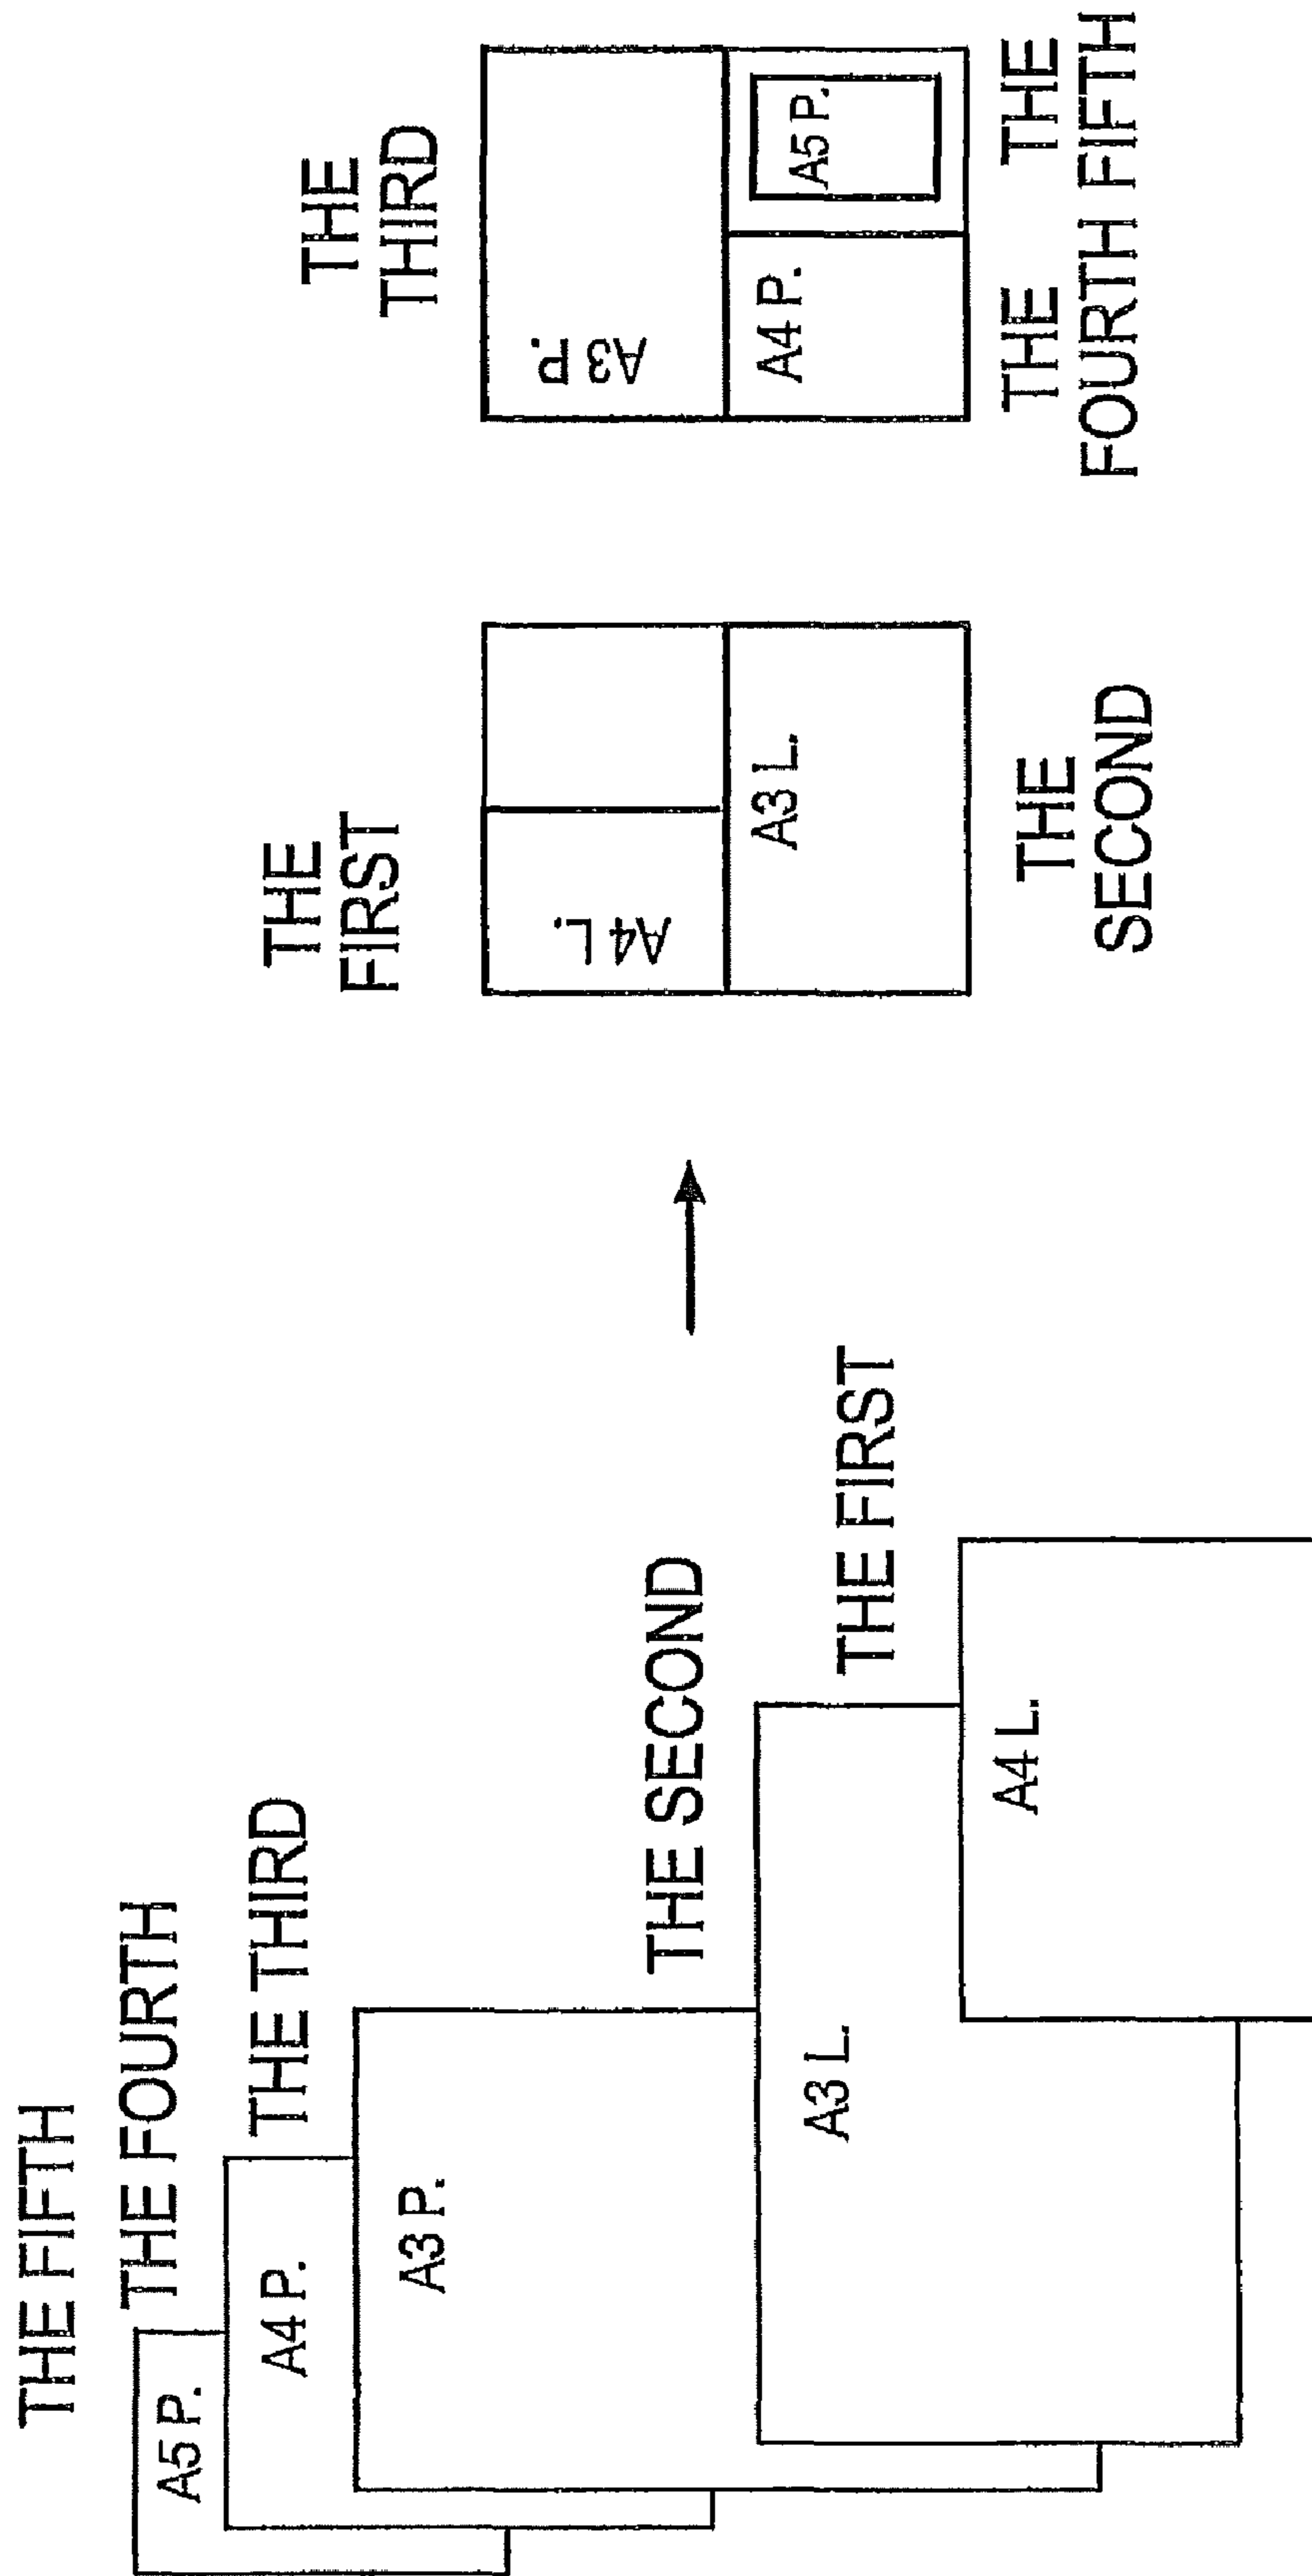 THE FIFTH
THE FOURTH
A5 P.
THE THIRD
A4 P.
A3 P.
THE SECOND
A3 L.
THE FIRST
A4 L.
THE
FIRST
A4 L.
A3 L.
THE
SECOND
THE
THIRD
A3 P.
A4 P.
A5 P.
THE THE
FOURTH FIFTH